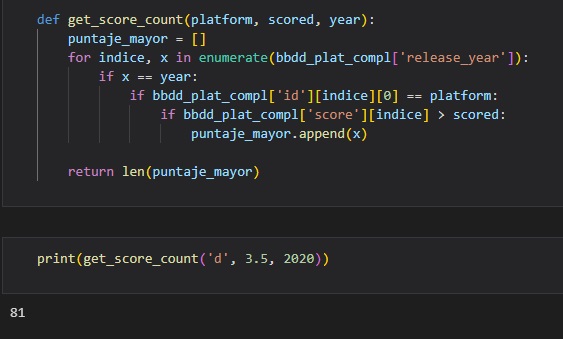 def get_score_count(platform, scored, year):
    puntaje_mayor = []
    for indice, x in enumerate(bbdd_plat_compl['release_year']):
        if x == year:
            if bbdd_plat_compl['id'][indice][0] == platform:
                if bbdd_plat_compl['score'][indice] > scored:
                    puntaje_mayor.append(x)
    return len(puntaje_mayor)
print(get_score_count('d', 3.5, 2020))
81